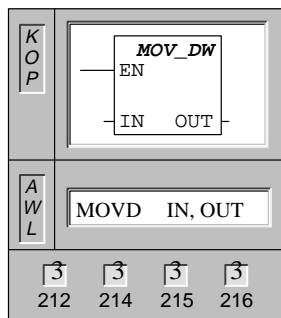 K
O
P
MOV_DW
EN
IN OUT
A
W
L
MOVD IN, OUT
3 3 3 3
212 214 215 216